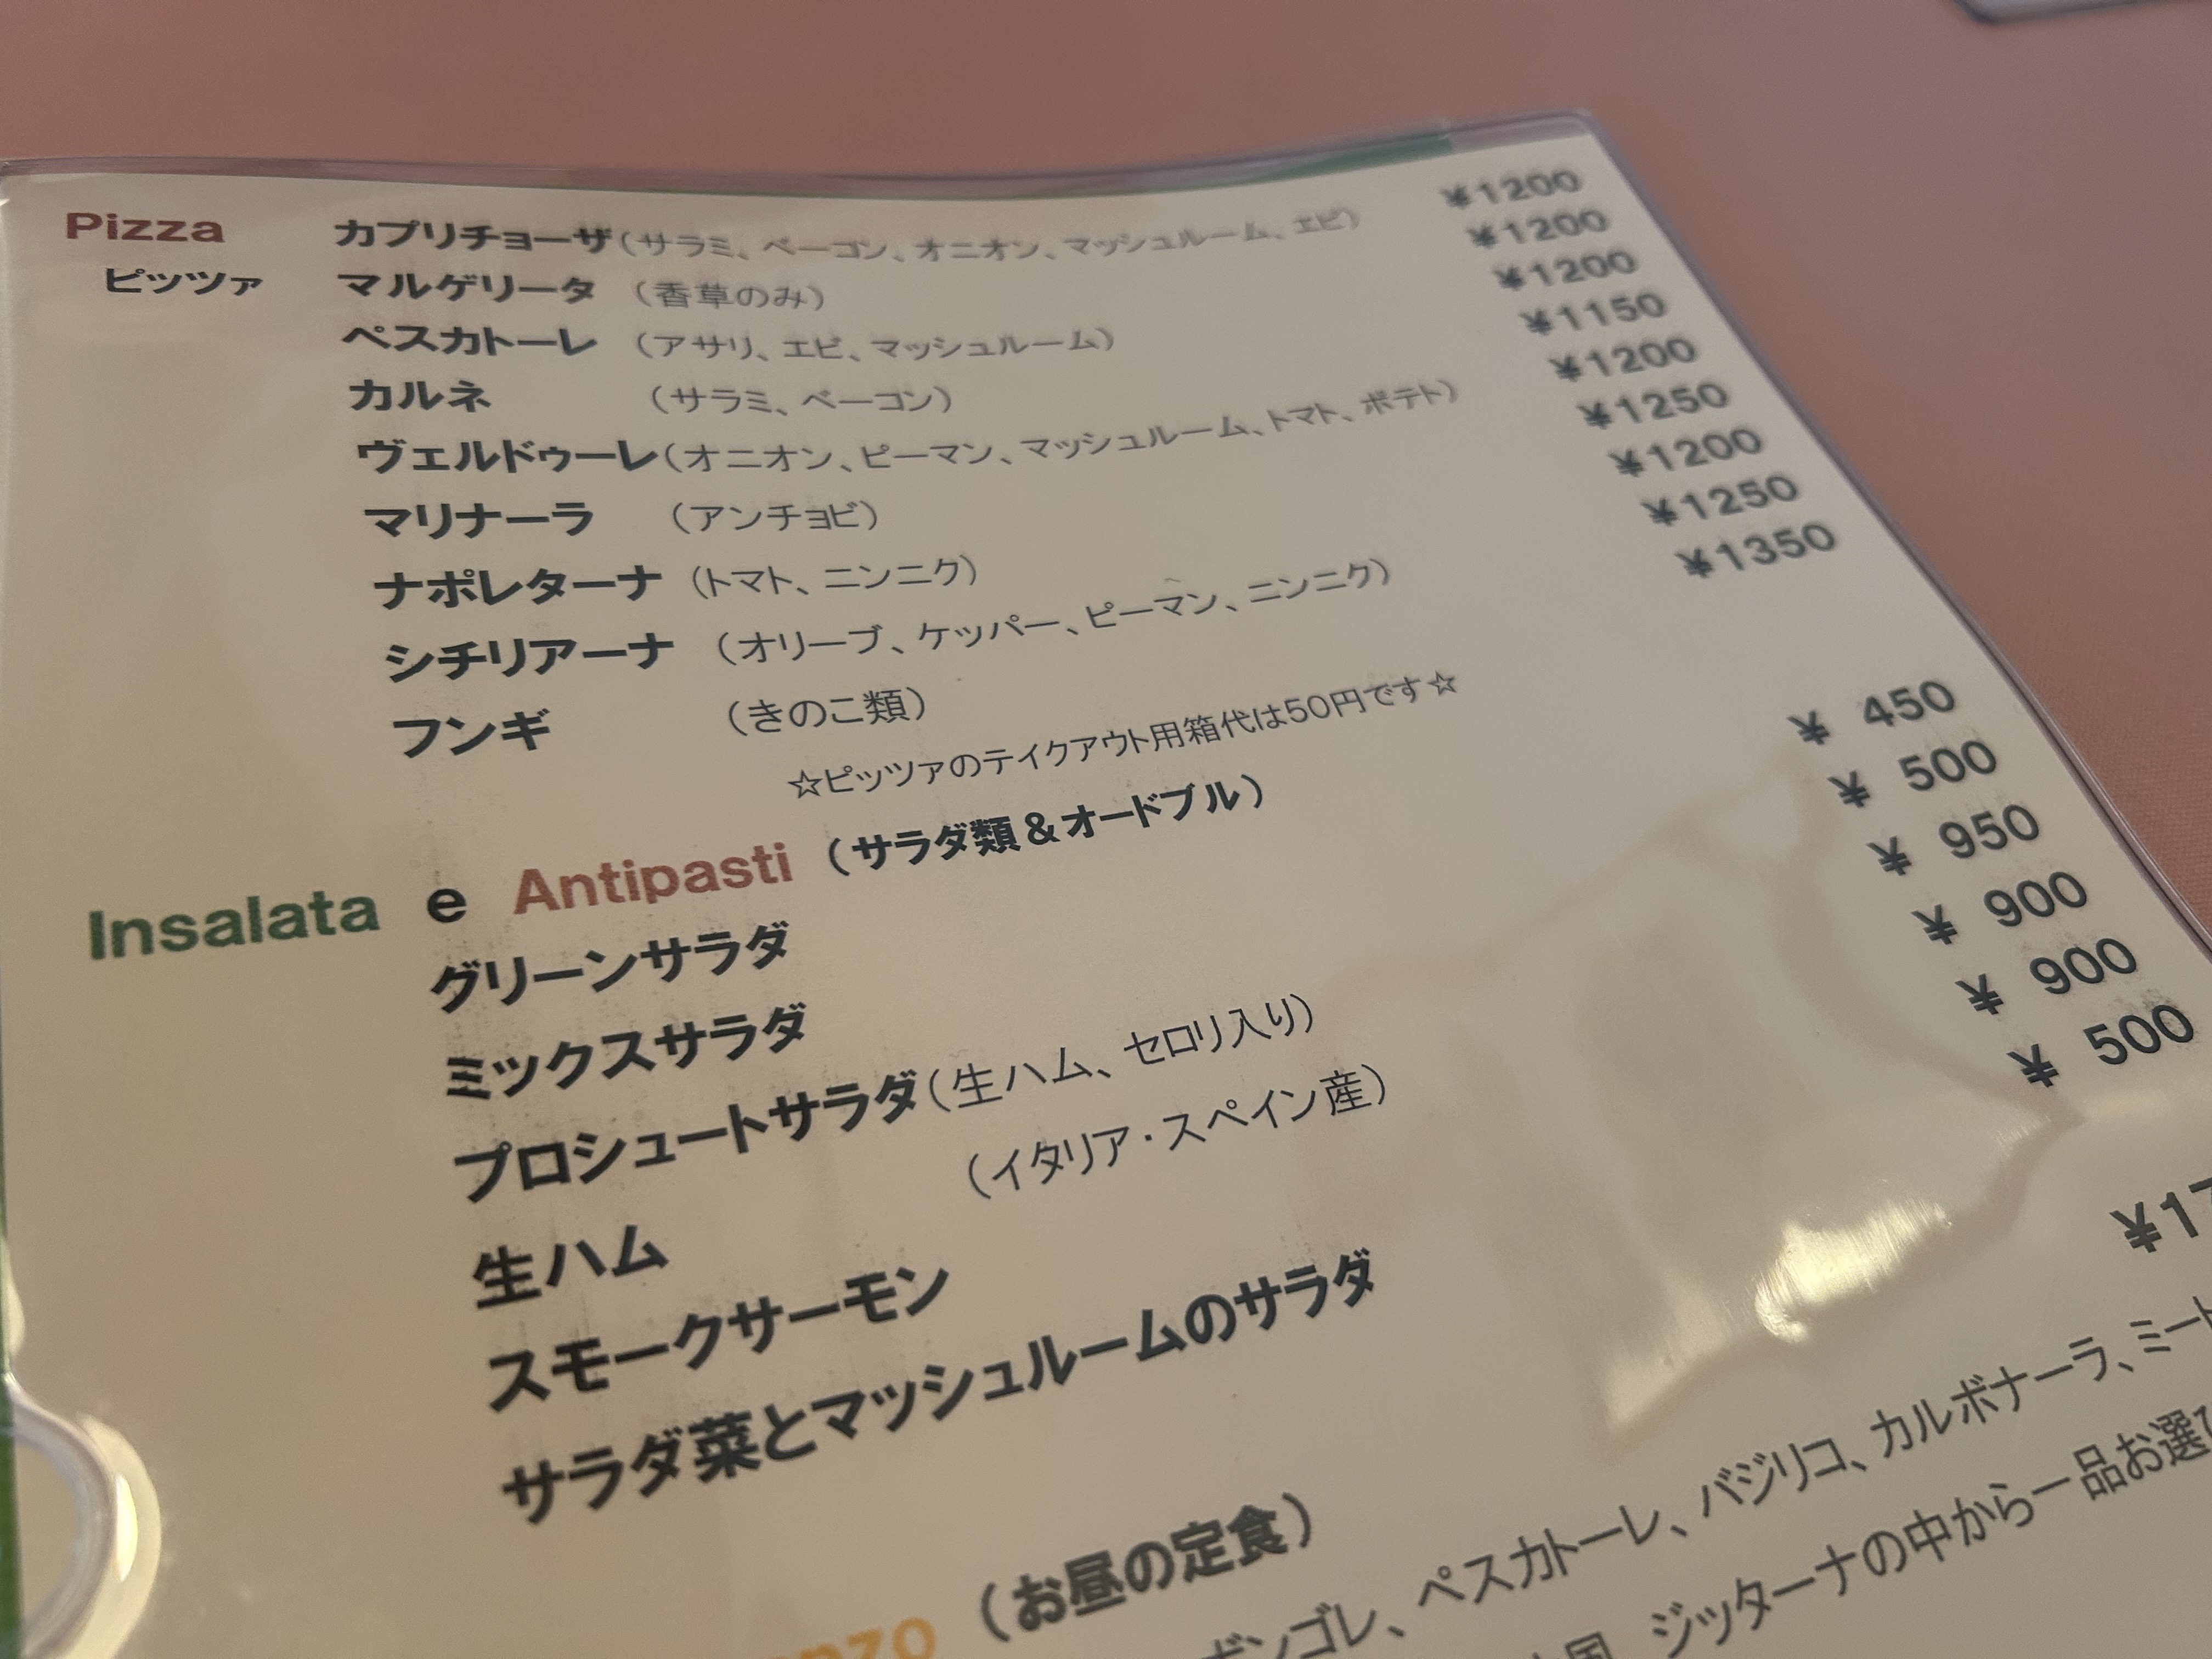 Pizza カプリチョーザ(サラミ、ベーコン、オニオン、マッシュルーム、エビ) ¥1200
ピッツァ マルゲリータ (香草のみ) ¥1200
ペスカトーレ (アサリ、エビ、マッシュルーム) ¥1200
カルネ (サラミ、ベーコン) ¥1150
ヴェルドゥーレ(オニオン、ピーマン、マッシュルーム、トマト、ポテト) ¥1200
マリナーラ (アンチョビ) ¥1250
ナポレターナ (トマト、ニンニク) ¥1200
シチリアーナ (オリーブ、ケッパー、ピーマン、ニンニク) ¥1250
フンギ (きのこ類) ¥1350
☆ピッツァのテイクアウト用箱代は50円です☆
Insalata e Antipasti (サラダ類&オードブル)
グリーンサラダ ¥ 450
ミックスサラダ ¥ 500
プロシュートサラダ(生ハム、セロリ入り) ¥ 950
生ハム (イタリア・スペイン産) ¥ 900
スモークサーモン ¥ 900
サラダ菜とマッシュルームのサラダ ¥ 500
(お昼の定食)
ボンゴレ、ペスカトーレ、バジリコ、カルボナーラ、
ジッターナの中から一品お選び